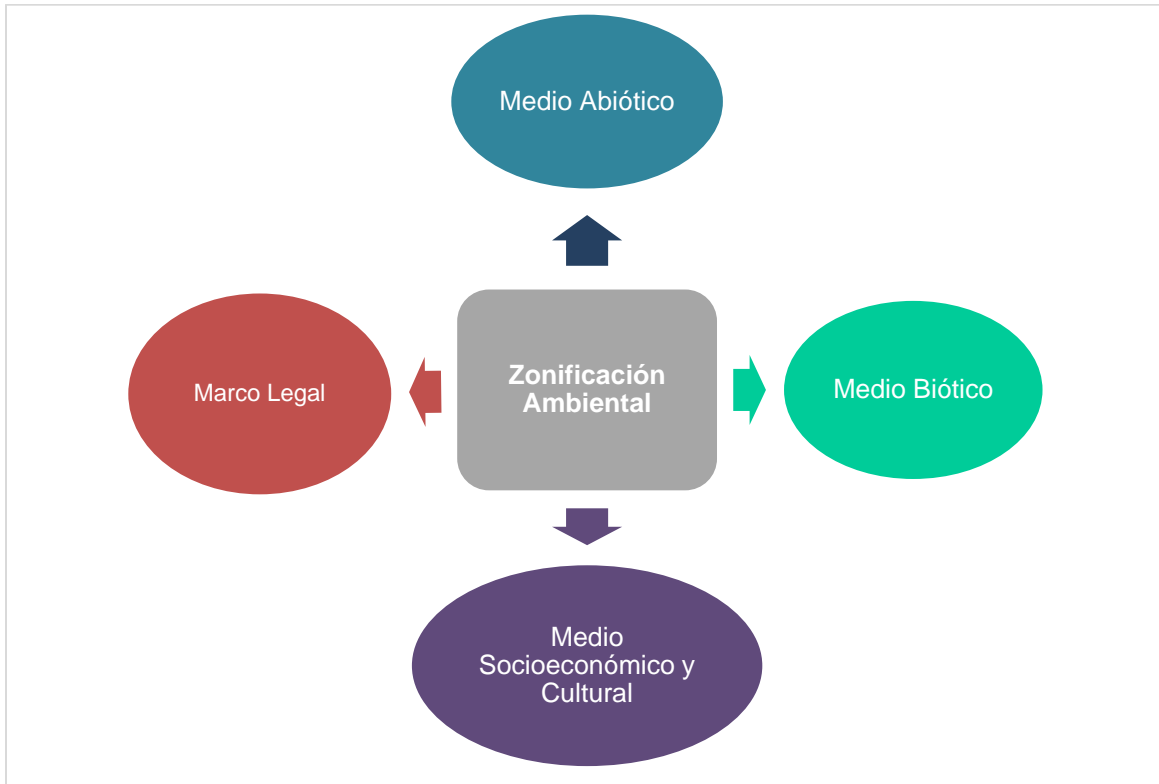 Medio Abiótico
Zonificación
Ambiental
Marco Legal
Medio Biótico
Medio
Socioeconómico y
Cultural